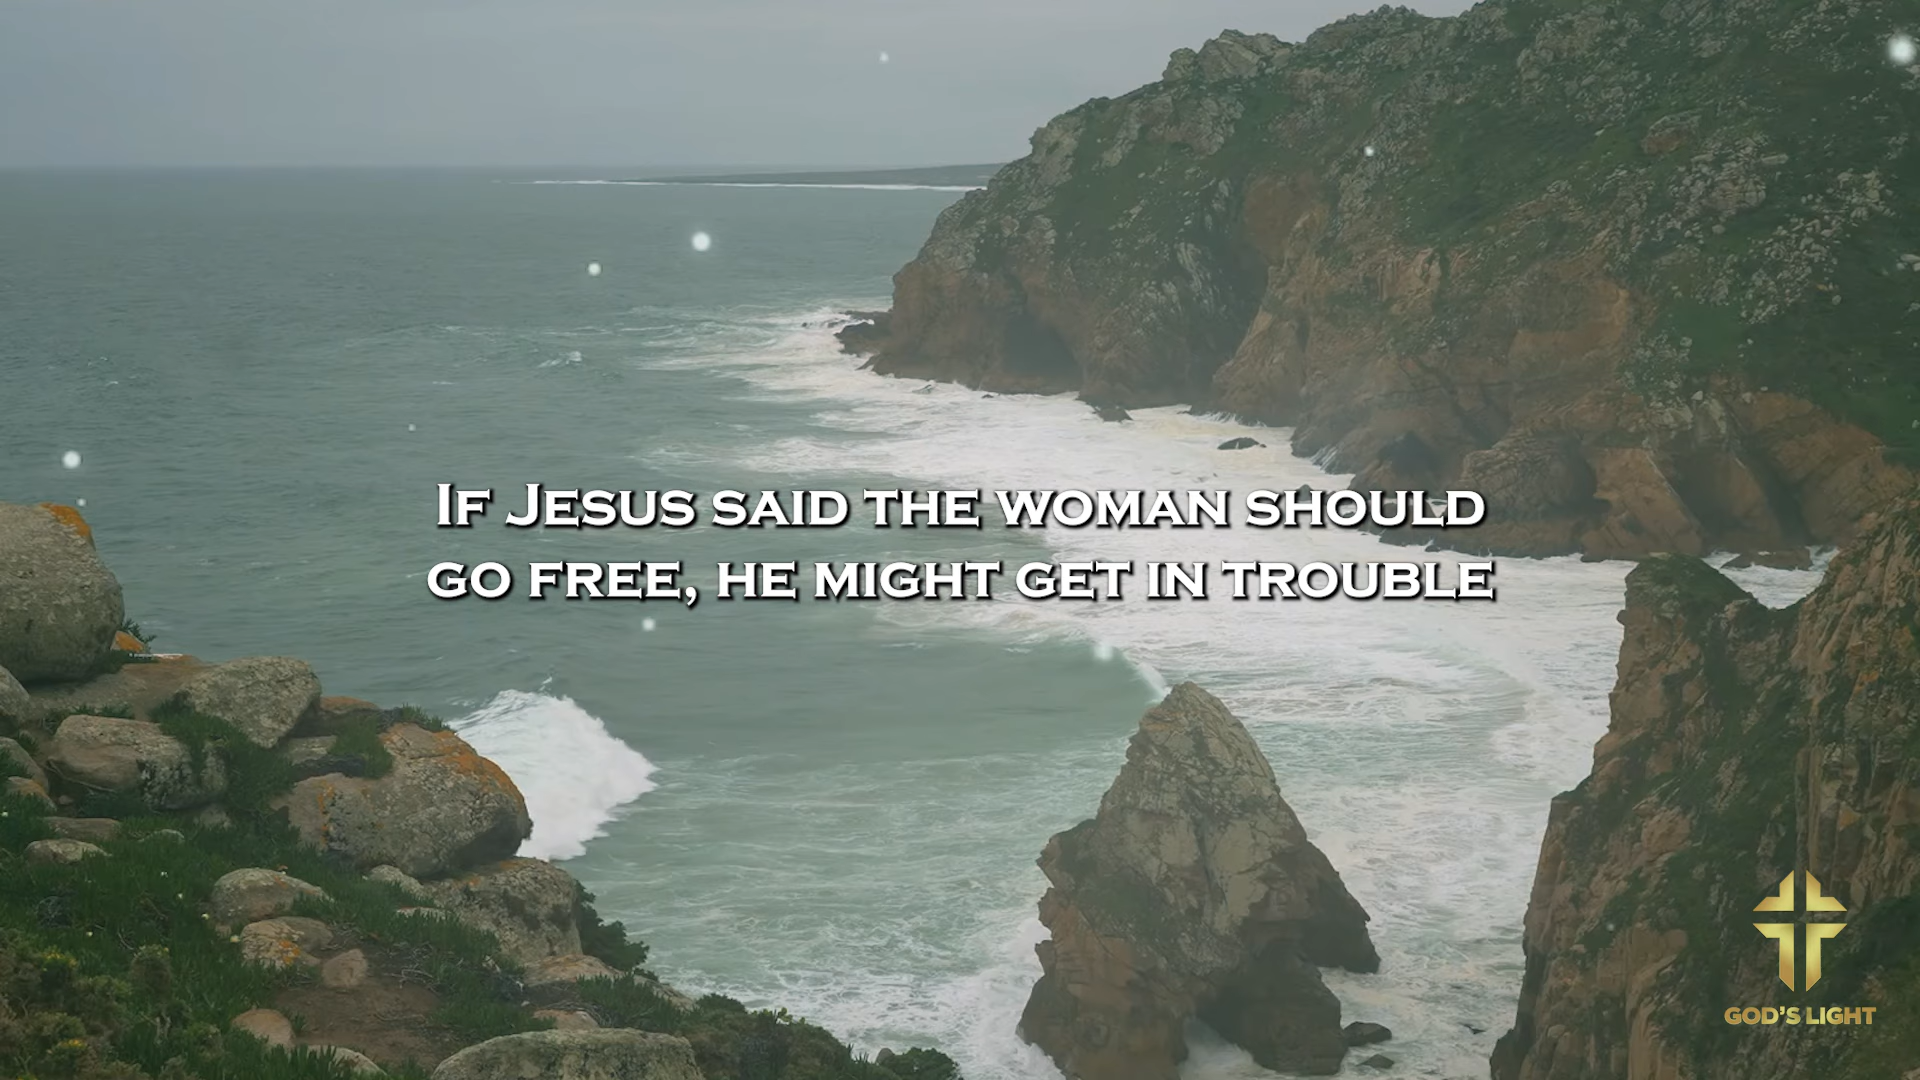 If Jesus said the woman should
go free, he might get in trouble
GOD'S LIGHT